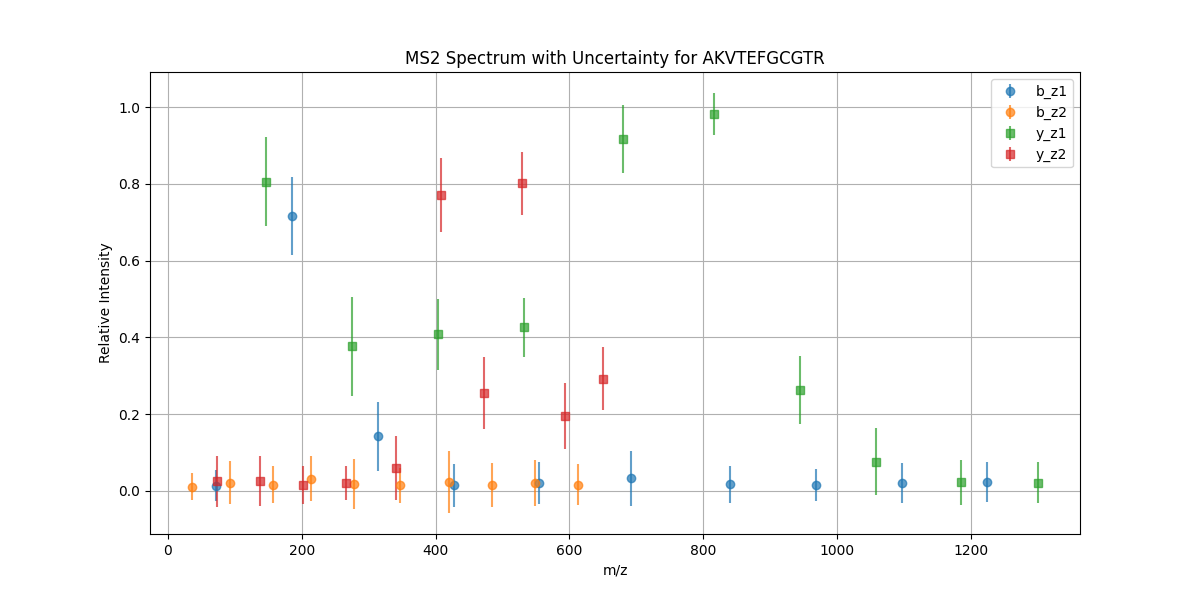 MS2 Spectrum with Uncertainty for AKVTEFGCGTR
b_z1
b_z2
y_z1
y_z2
Relative Intensity
1.0
0.8
0.6
0.4
0.2
0.0
0 200 400 600 800 1000 1200
m/z